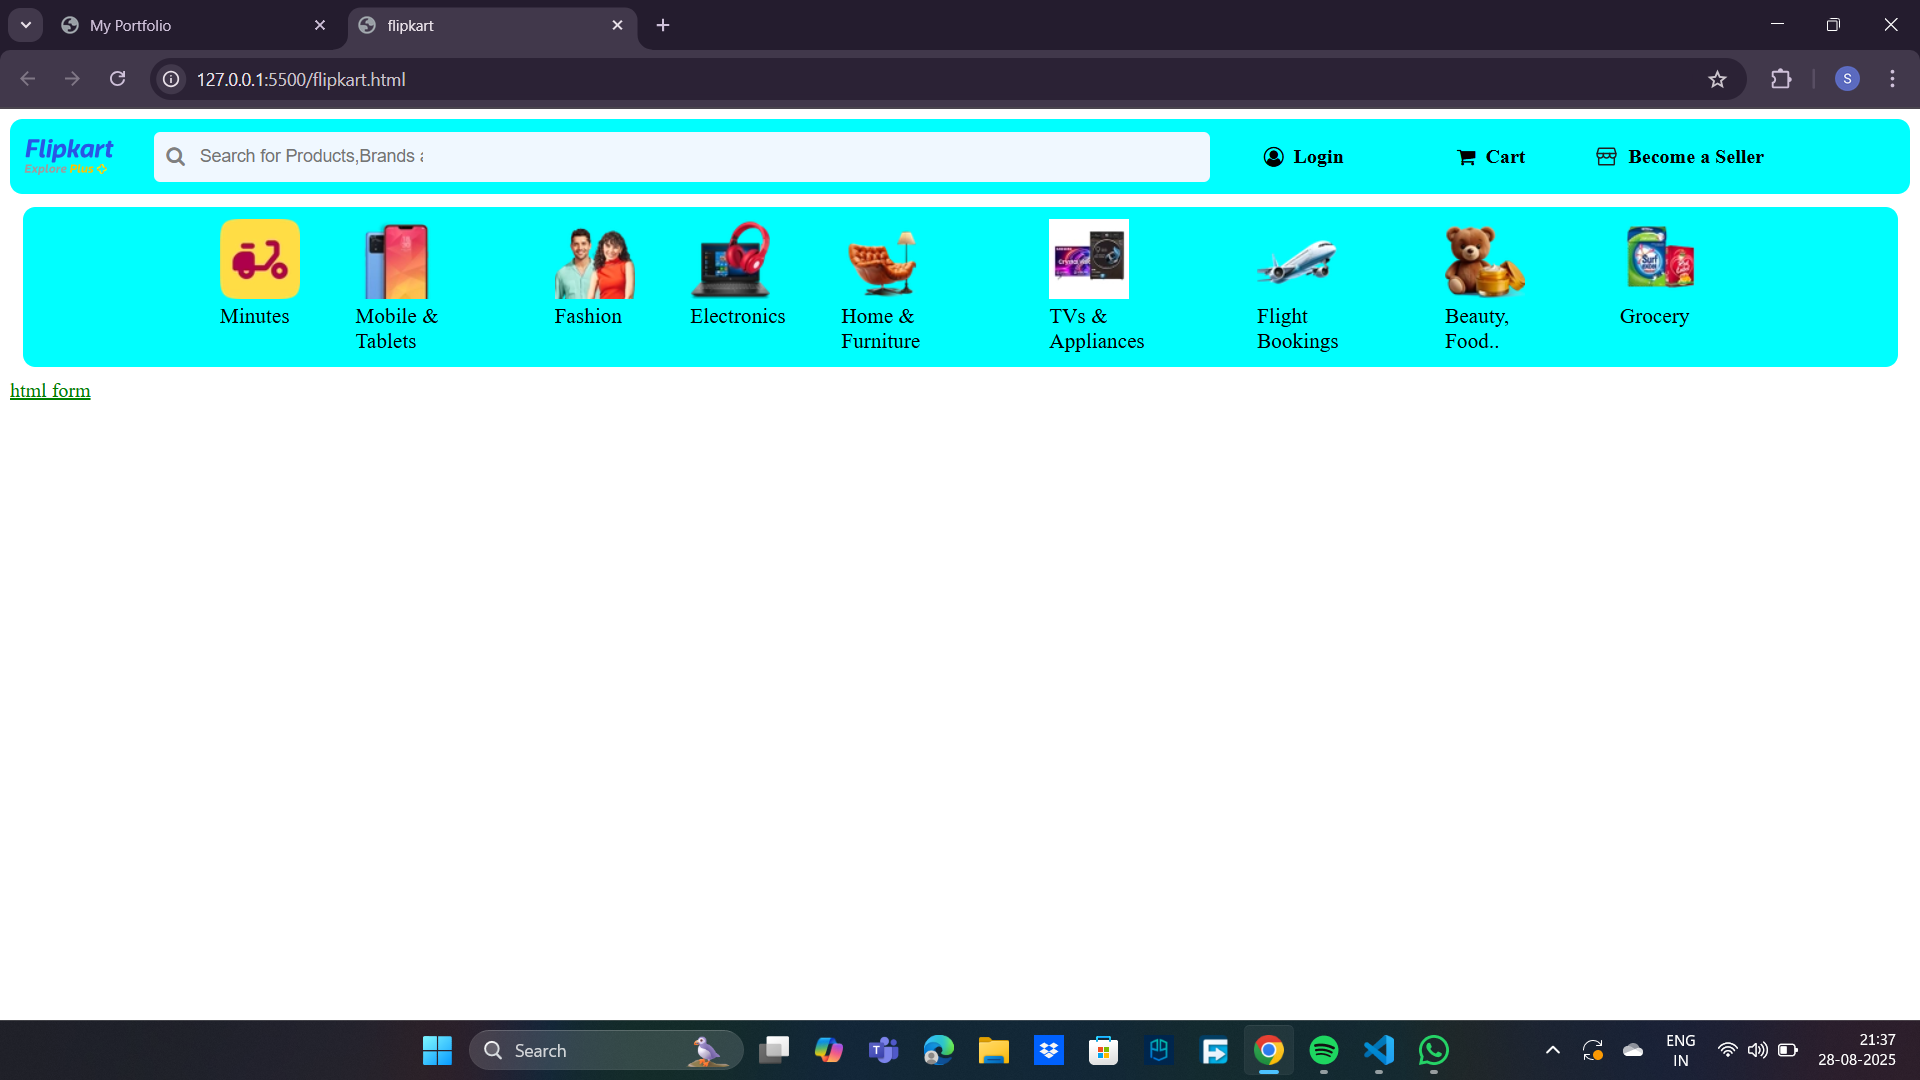 My Portfolio
flipkart
127.0.0.1:5500/flipkart.html
S
Flipkart
Explore Plus
Search for Products,Brands a
Login
Cart
Become a Seller
Minutes
Mobile &
Tablets
Fashion
Electronics
Home &
Furniture
TVs &
Appliances
Flight
Bookings
Beauty,
Food..
Grocery
html form
Search
ENG
IN
21:37
28-08-2025